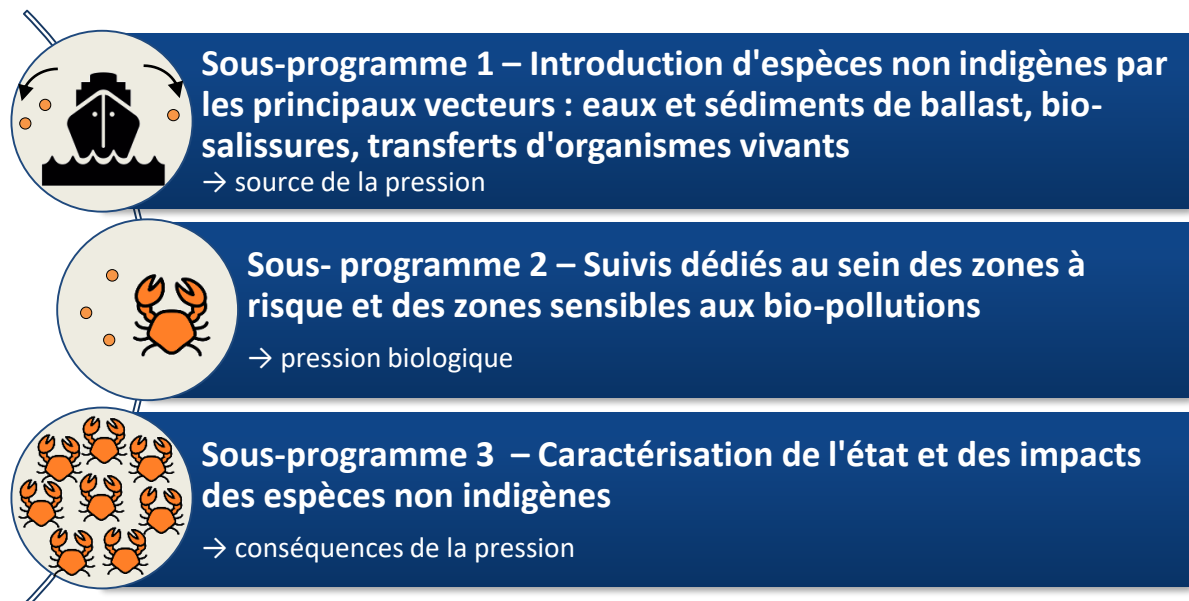 Sous-programme 1 – Introduction d'espèces non indigènes par
les principaux vecteurs : eaux et sédiments de ballast, bio-
salissures, transferts d'organismes vivants
→ source de la pression
Sous- programme 2 – Suivis dédiés au sein des zones à
risque et des zones sensibles aux bio-pollutions
→ pression biologique
Sous-programme 3 – Caractérisation de l'état et des impacts
des espèces non indigènes
→ conséquences de la pression